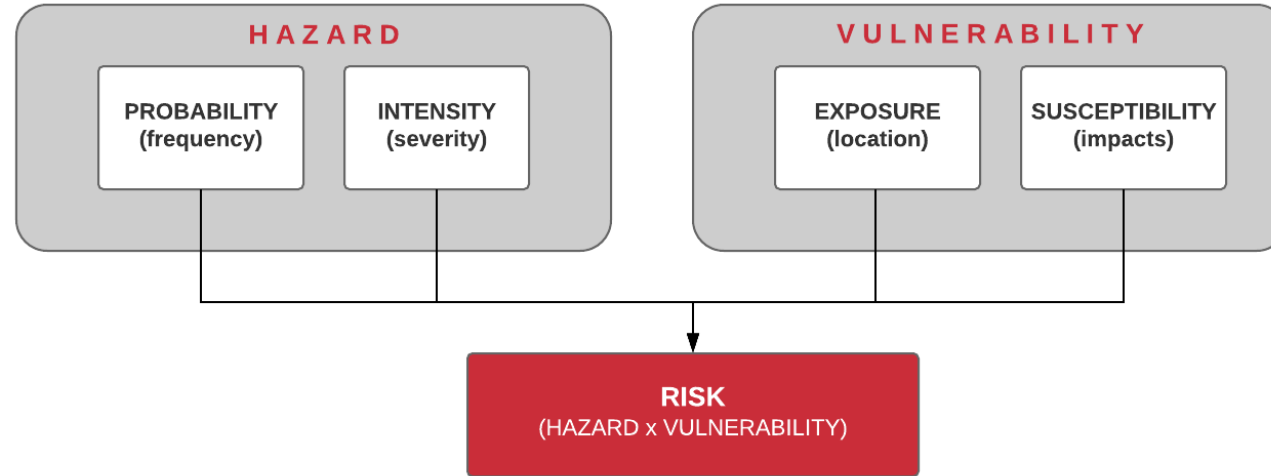 HAZARD
PROBABILITY
(frequency)
INTENSITY
(severity)
VULNERABILITY
EXPOSURE
(location)
SUSCEPTIBILITY
(impacts)
RISK
(HAZARD x VULNERABILITY)